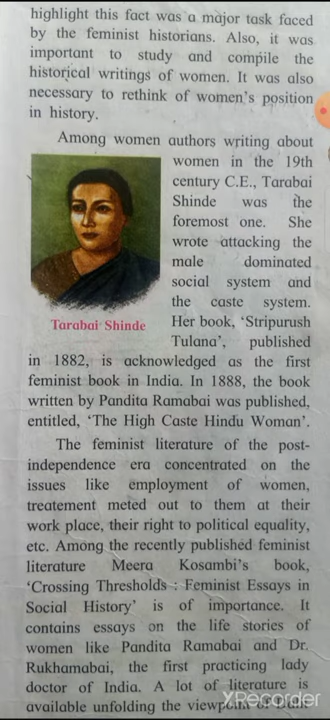 highlight this fact was a major task faced
by the feminist historians. Also, it was
important to study and compile the
historical writings of women. It was also
necessary to rethink of women's position
in history.
Among women authors writing about
women in the 19th
century C.E., Tarabai
Shinde was the
foremost one. She
wrote attacking the
male dominated
social system and
the caste system.
Her book, 'Stripurush
Tulana', published
Tarabai Shinde
in 1882, is acknowledged as the first
feminist book in India. In 1888, the book
written by Pandita Ramabai was published,
entitled, 'The High Caste Hindu Woman'.
The feminist literature of the post-
independence era concentrated on the
issues like employment of women,
treatement meted out to them at their
work place, their right to political equality,
etc. Among the recently published feminist
literature Meera Kosambi's book,
'Crossing Thresholds : Feminist Essays in
Social History' is of importance. It
contains essays on the life stories of
women like Pandita Ramabai and Dr.
Rukhamabai, the first practicing lady
doctor of India. A lot of literature is
available unfolding the viewpoint of
XRecorder